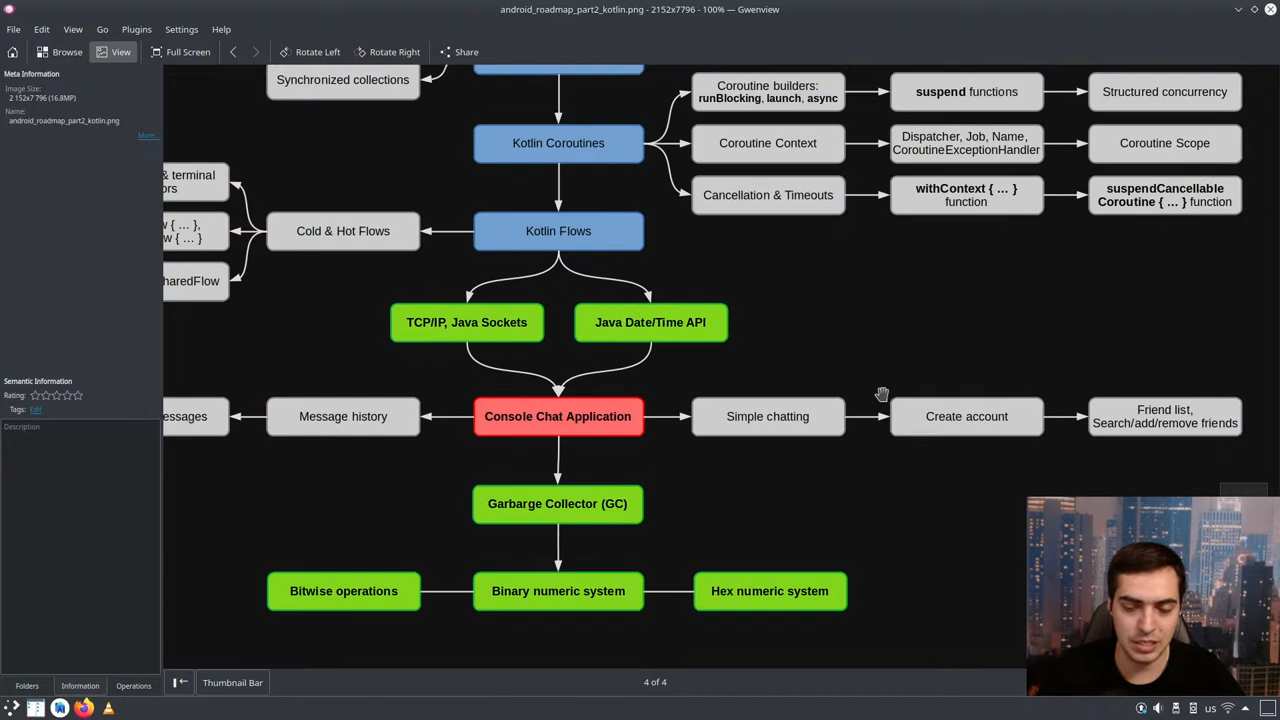 android_roadmap_part2_kotlin.png - 2152x7796 - 100% — Gwenview
File Edit View Go Plugins Settings Help
Browse View Full Screen Rotate Left Rotate Right Share
Meta Information
Image Size:
2 152x7 796 (16.8MP)
Name:
android_roadmap_part2_kotlin.png
More...
Semantic Information
Rating:
Tags: Edit
Description
Folders Information Operations
Synchronized collections
Coroutine builders:
runBlocking, launch, async
suspend functions
Structured concurrency
Kotlin Coroutines
Coroutine Context
Dispatcher, Job, Name,
CoroutineExceptionHandler
Coroutine Scope
& terminal
ors
Cancellation & Timeouts
withContext { … }
function
suspendCancellable
Coroutine { … } function
w { … },
w { … }
Cold & Hot Flows
Kotlin Flows
haredFlow
TCP/IP, Java Sockets
Java Date/Time API
essages
Message history
Console Chat Application
Simple chatting
Create account
Friend list,
Search/add/remove friends
Garbarge Collector (GC)
Bitwise operations
Binary numeric system
Hex numeric system
Thumbnail Bar
4 of 4
us